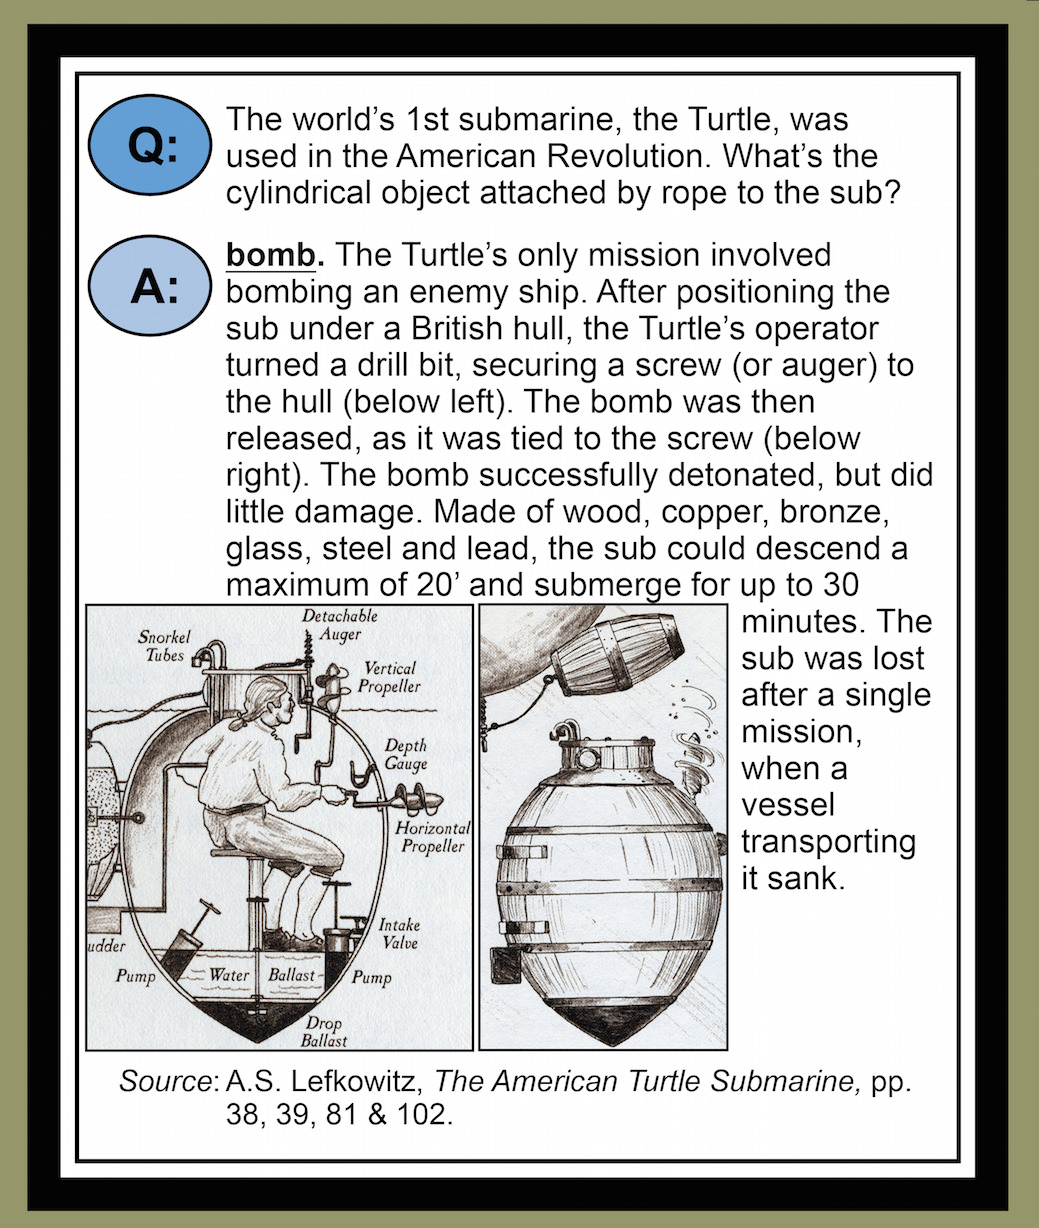 Q:
The world’s 1st submarine, the Turtle, was
used in the American Revolution. What’s the
cylindrical object attached by rope to the sub?
A:
bomb. The Turtle’s only mission involved
bombing an enemy ship. After positioning the
sub under a British hull, the Turtle’s operator
turned a drill bit, securing a screw (or auger) to
the hull (below left). The bomb was then
released, as it was tied to the screw (below
right). The bomb successfully detonated, but did
little damage. Made of wood, copper, bronze,
glass, steel and lead, the sub could descend a
maximum of 20’ and submerge for up to 30
minutes. The
sub was lost
after a single
mission,
when a
vessel
transporting
it sank.
Detachable
Auger
Snorkel
Tubes
Vertical
Propeller
Depth
Gauge
Horizontal
Propeller
Intake
Valve
udder
Pump
Water
Ballast
Pump
Drop
Ballast
Source: A.S. Lefkowitz, The American Turtle Submarine, pp.
38, 39, 81 & 102.